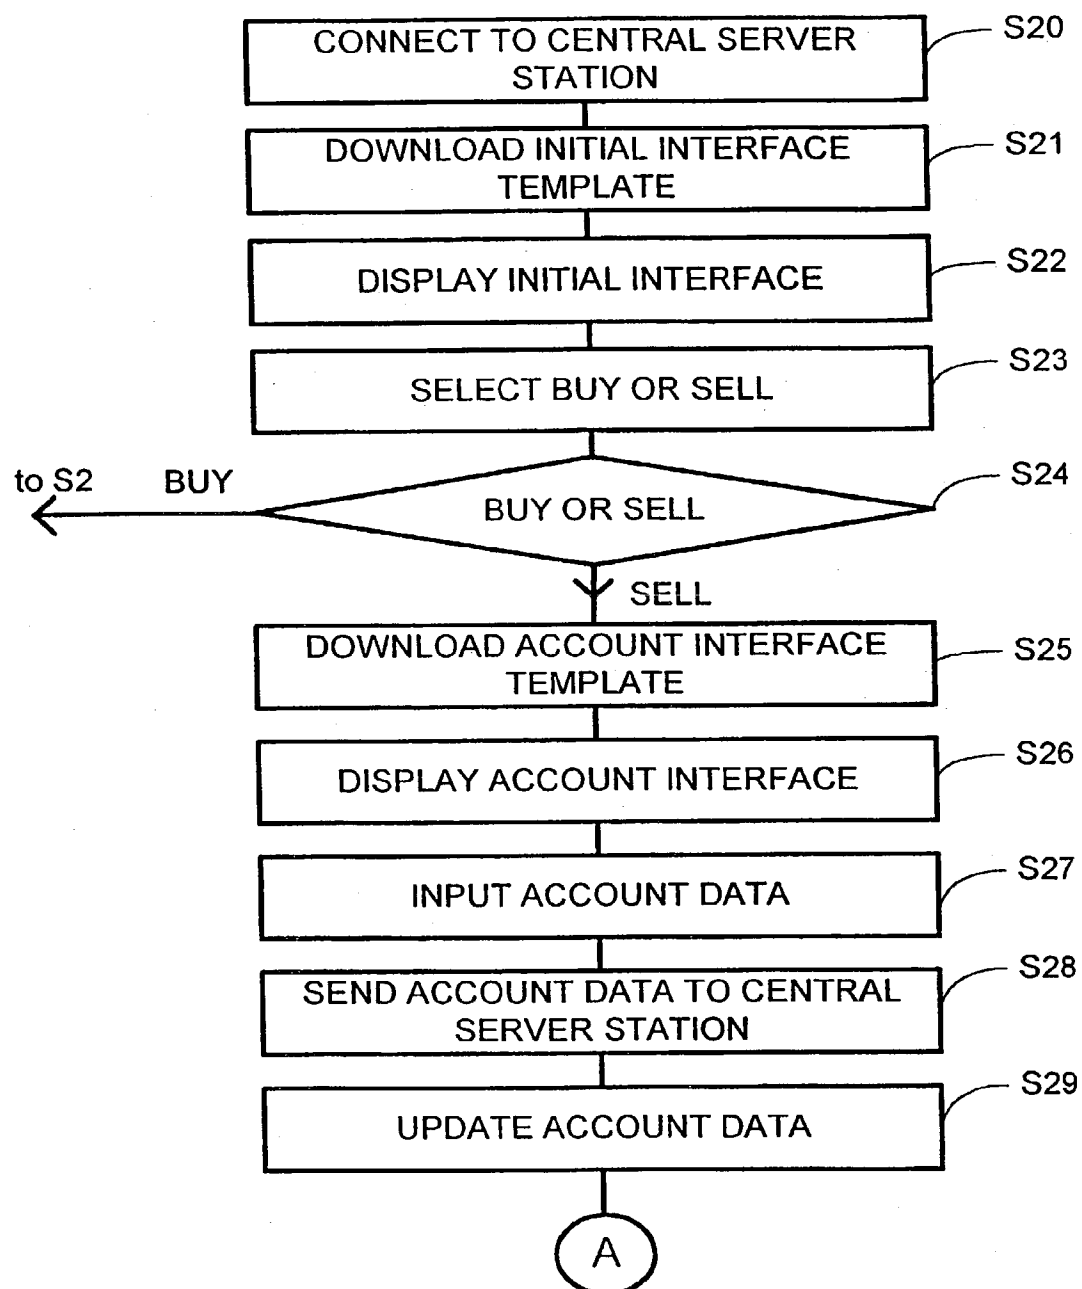 CONNECT TO CENTRAL SERVER
STATION
S20
DOWNLOAD INITIAL INTERFACE
TEMPLATE
S21
DISPLAY INITIAL INTERFACE
S22
SELECT BUY OR SELL
S23
to S2
BUY
BUY OR SELL
S24
SELL
DOWNLOAD ACCOUNT INTERFACE
TEMPLATE
S25
DISPLAY ACCOUNT INTERFACE
S26
INPUT ACCOUNT DATA
S27
SEND ACCOUNT DATA TO CENTRAL
SERVER STATION
S28
UPDATE ACCOUNT DATA
S29
A